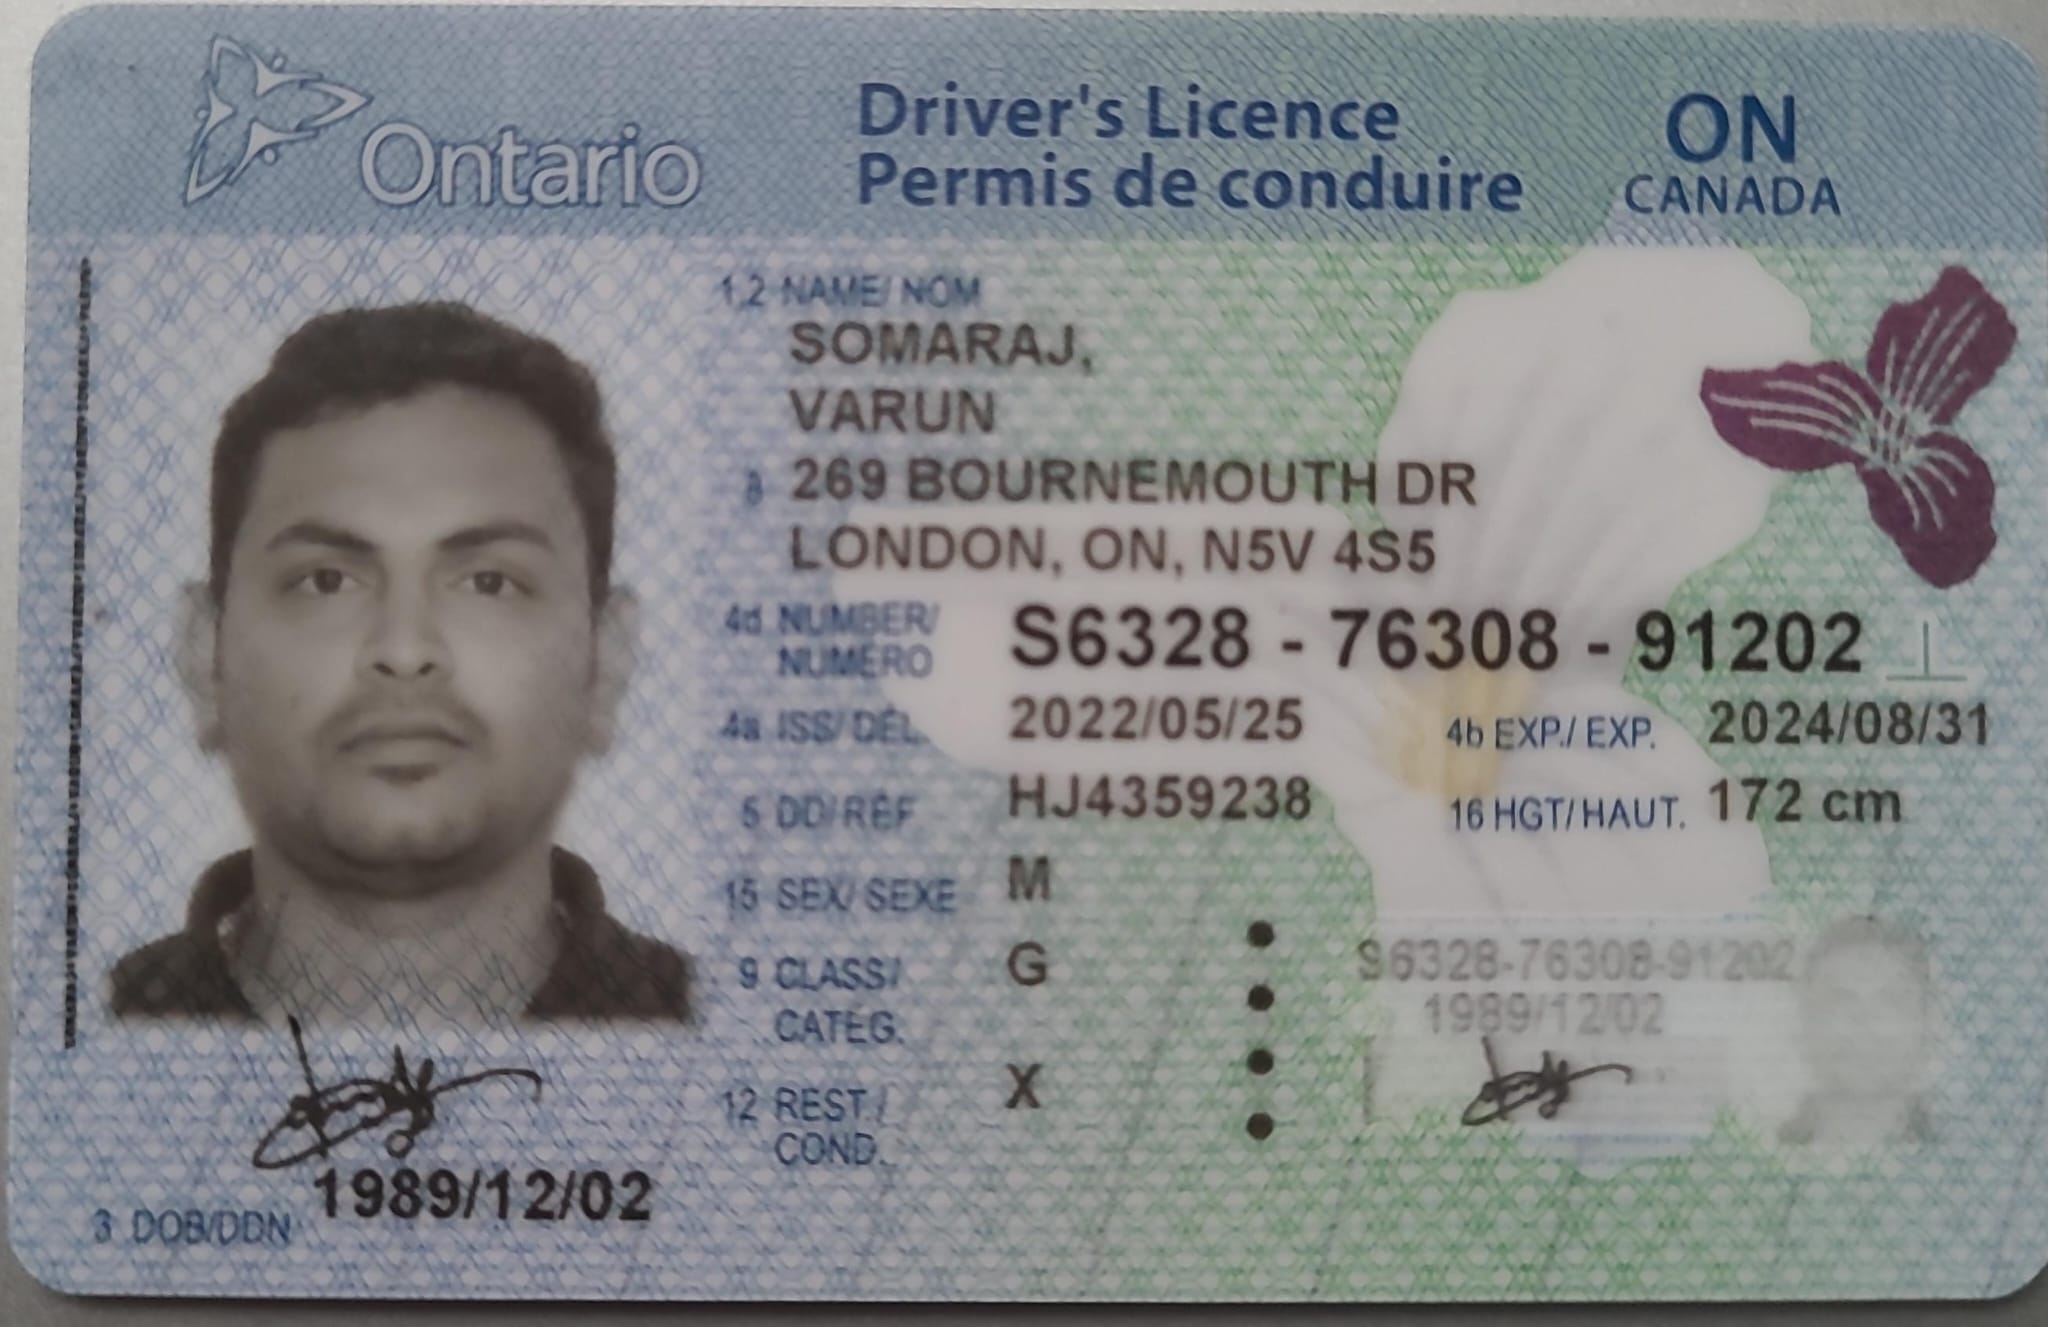 Ontario
Driver's Licence
Permis de conduire
ON
CANADA
1,2 NAME/ NOM
SOMARAJ,
VARUN
8 269 BOURNEMOUTH DR
LONDON, ON, N5V 4S5
4d NUMBER/
NUMÉRO
S6328 - 76308 - 91202
4a ISS/ DÉL. 2022/05/25 4b EXP./ EXP. 2024/08/31
5 DD/RÉF HJ4359238 16 HGT/HAUT. 172 cm
15 SEX/ SEXE M
9 CLASS/
CATÉG.
G
12 REST./
COND.
X
S6328-76308-91202
1989/12/02
3 DOB/DDN 1989/12/02